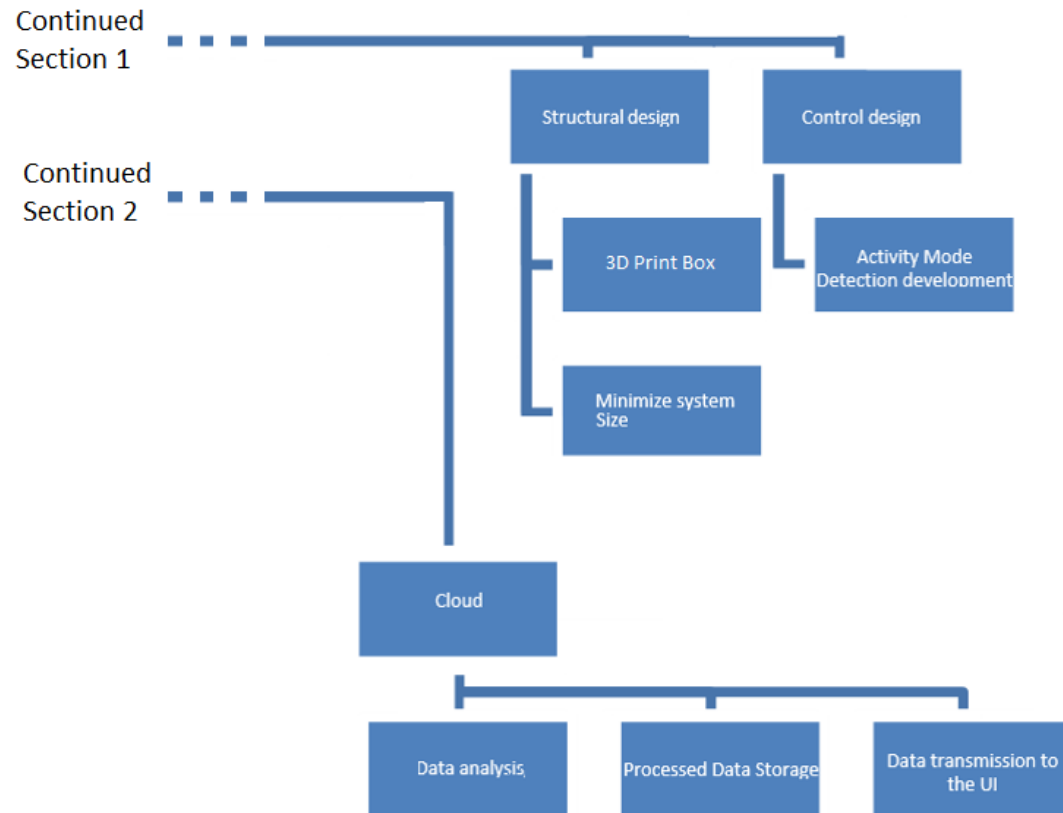 Continued
Section 1
Structural design
Control design
Continued
Section 2
3D Print Box
Activity Mode
Detection development
Minimize system
Size
Cloud
Data analysis
Processed Data Storage
Data transmission to
the UI